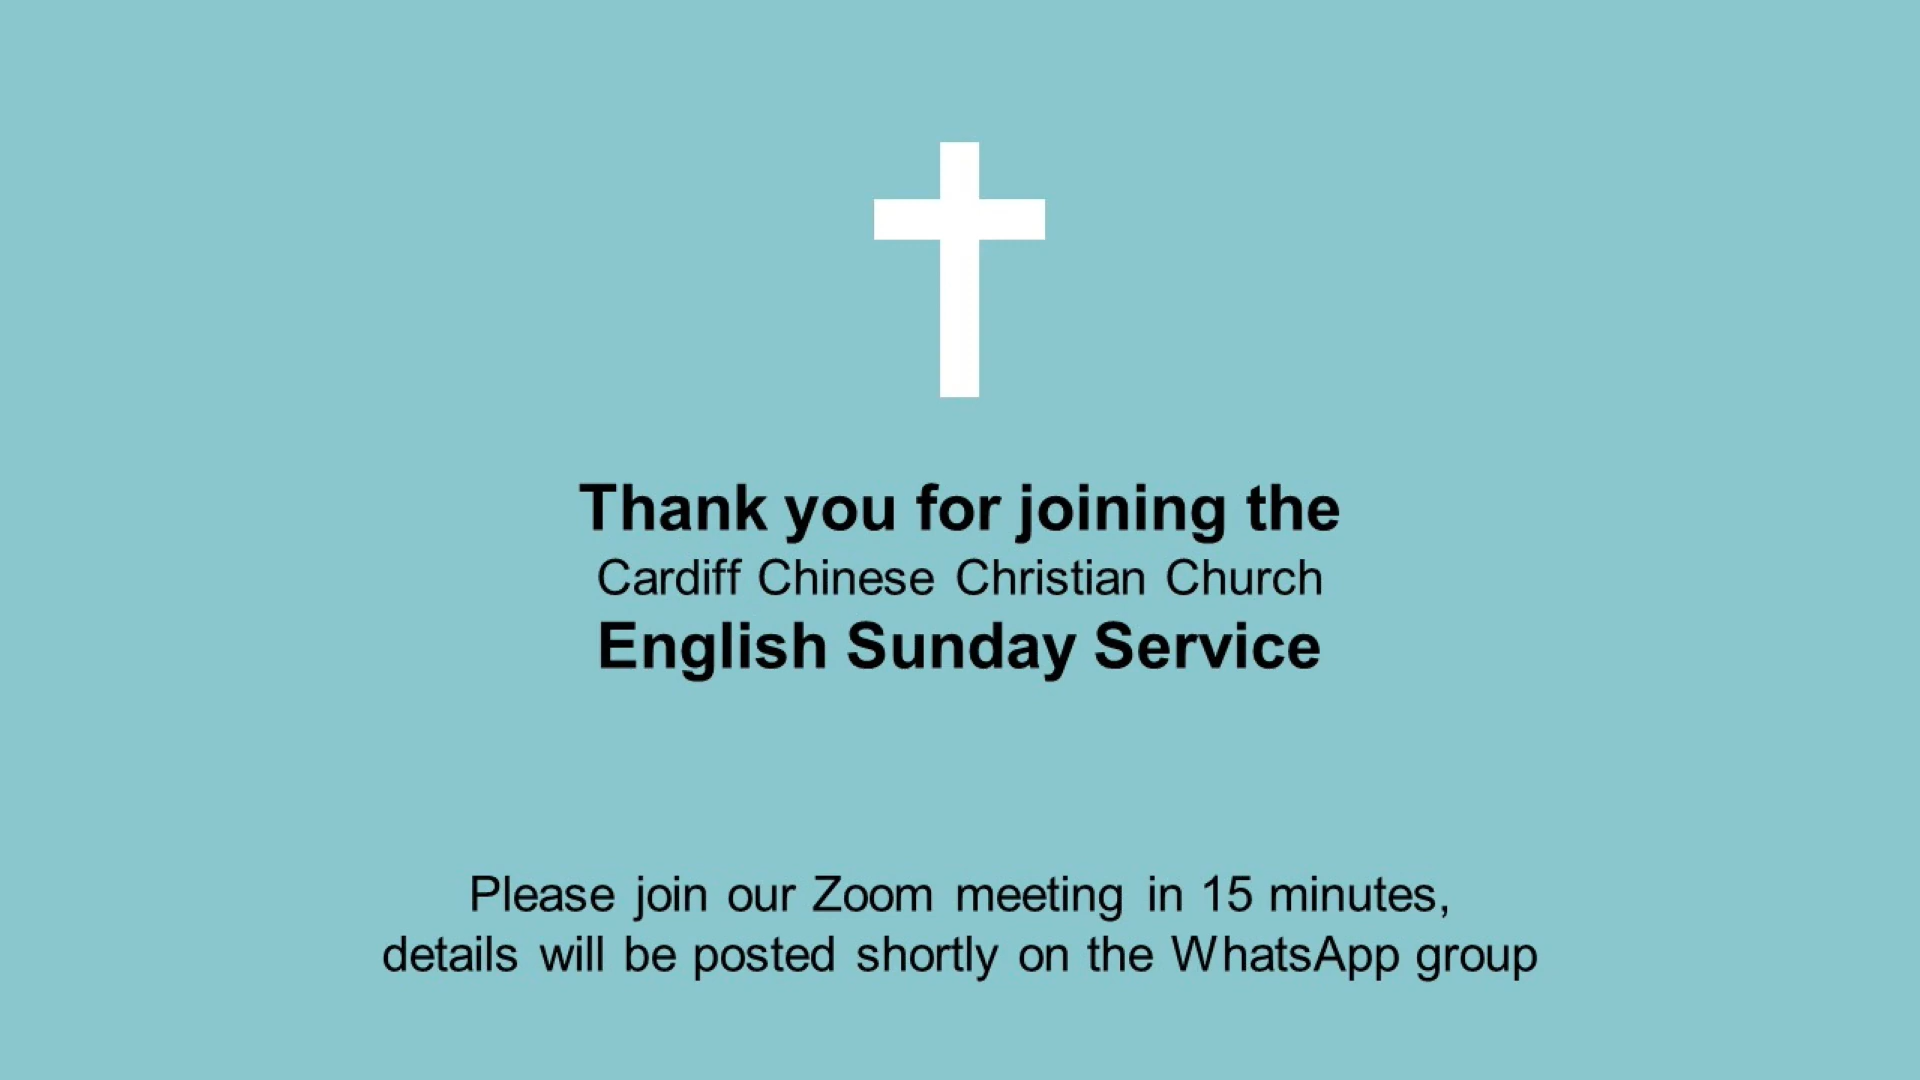 Thank you for joining the
Cardiff Chinese Christian Church
English Sunday Service
Please join our Zoom meeting in 15 minutes,
details will be posted shortly on the WhatsApp group